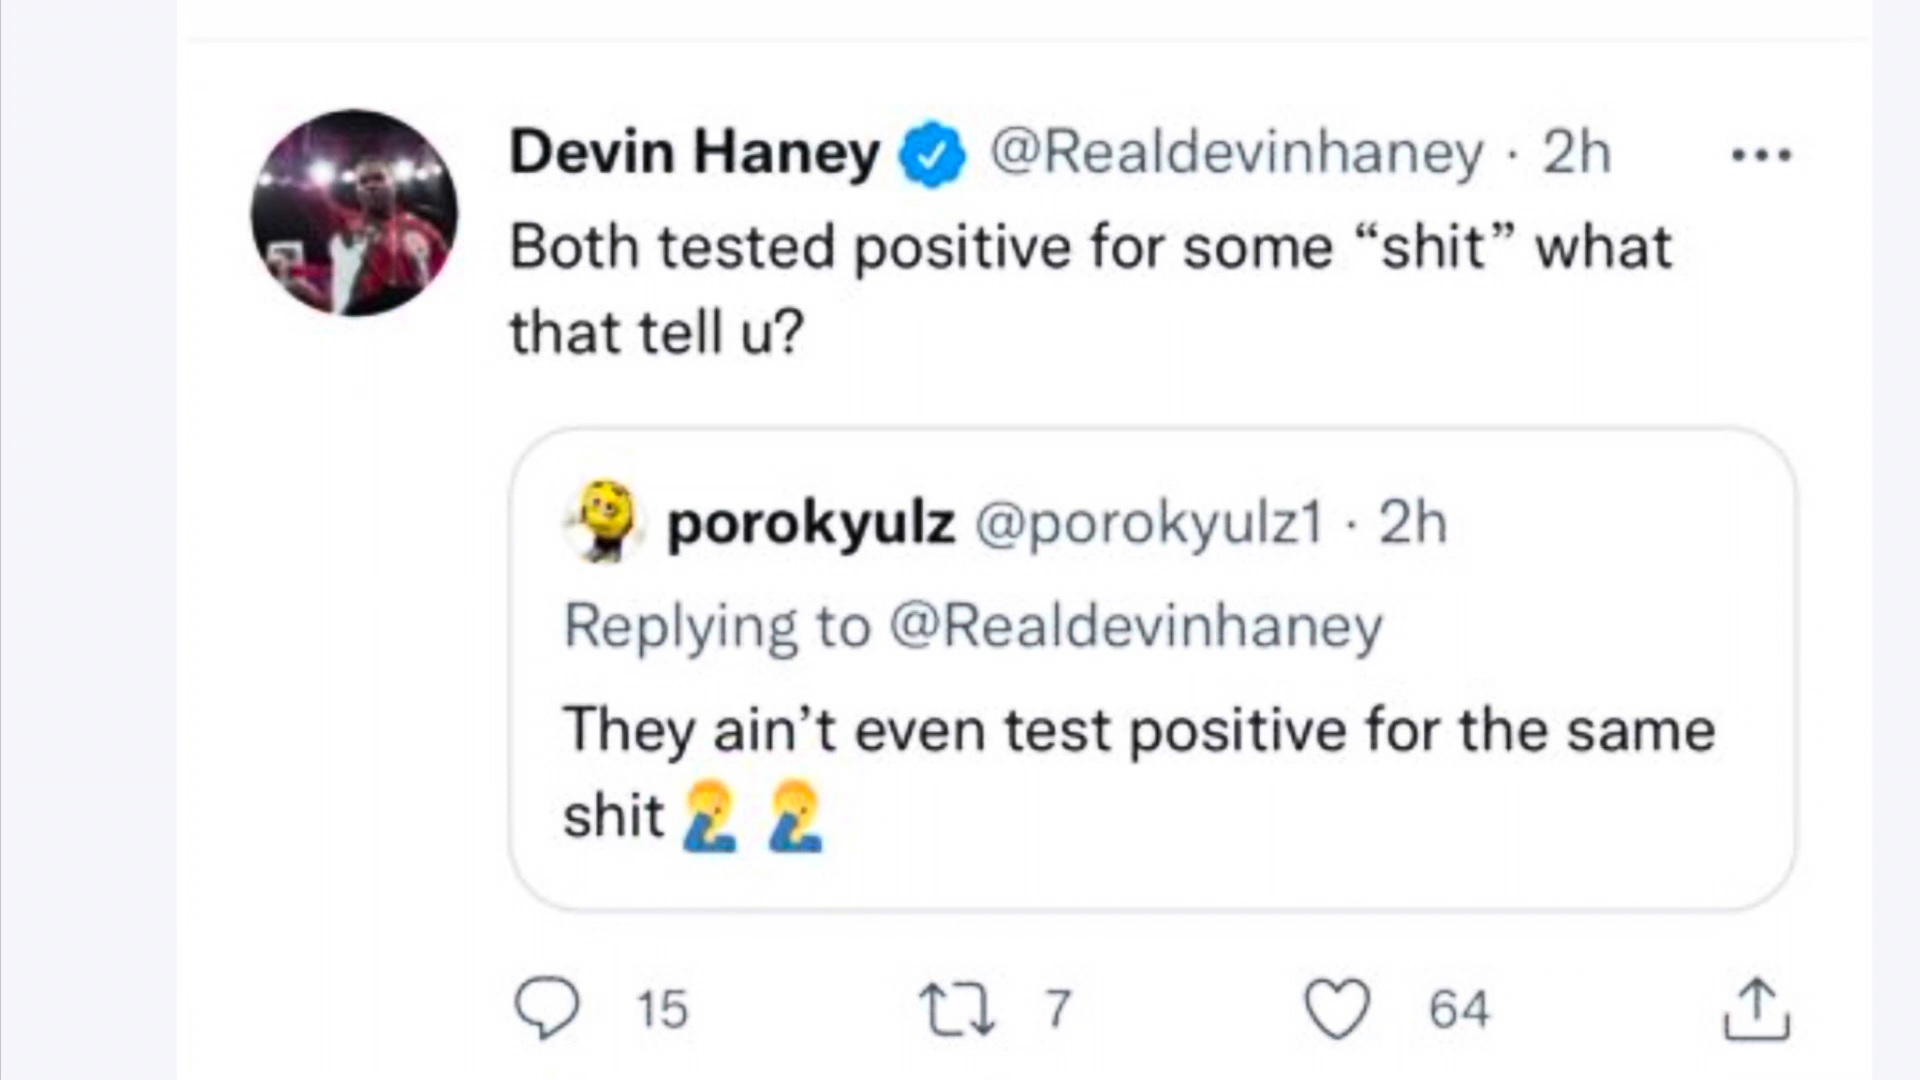 Devin Haney @Realdevinhaney · 2h
Both tested positive for some “shit” what
that tell u?
porokyulz @porokyulz1 · 2h
Replying to @Realdevinhaney
They ain’t even test positive for the same
shit 🤦‍♂️ 🤦‍♂️
15 7 64